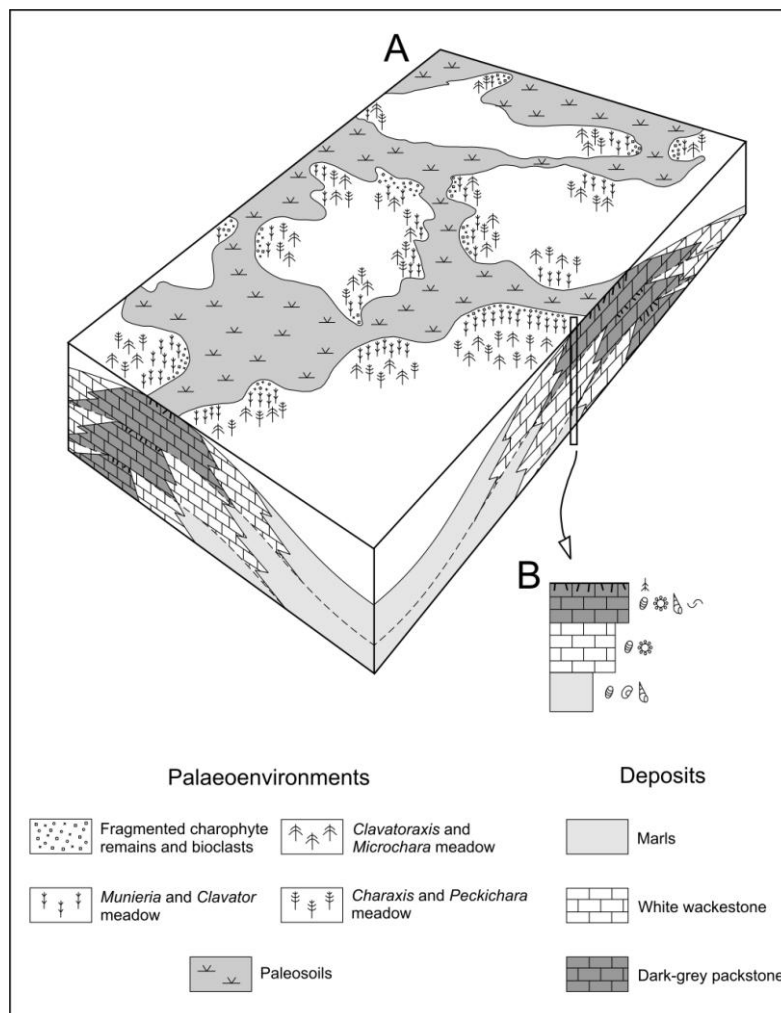 A
B
Palaeoenvironments
Deposits
Fragmented charophyte
remains and bioclasts
Clavatoraxis and
Microchara meadow
Marls
Munieria and Clavator
meadow
Charaxis and Peckichara
meadow
White wackestone
Paleosoils
Dark-grey packstone